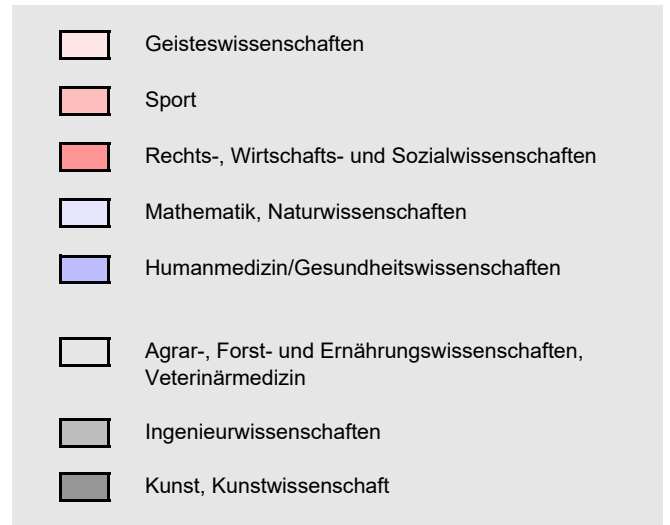 Geisteswissenschaften
Sport
Rechts-, Wirtschafts- und Sozialwissenschaften
Mathematik, Naturwissenschaften
Humanmedizin/Gesundheitswissenschaften
Agrar-, Forst- und Ernährungswissenschaften,
Veterinärmedizin
Ingenieurwissenschaften
Kunst, Kunstwissenschaft